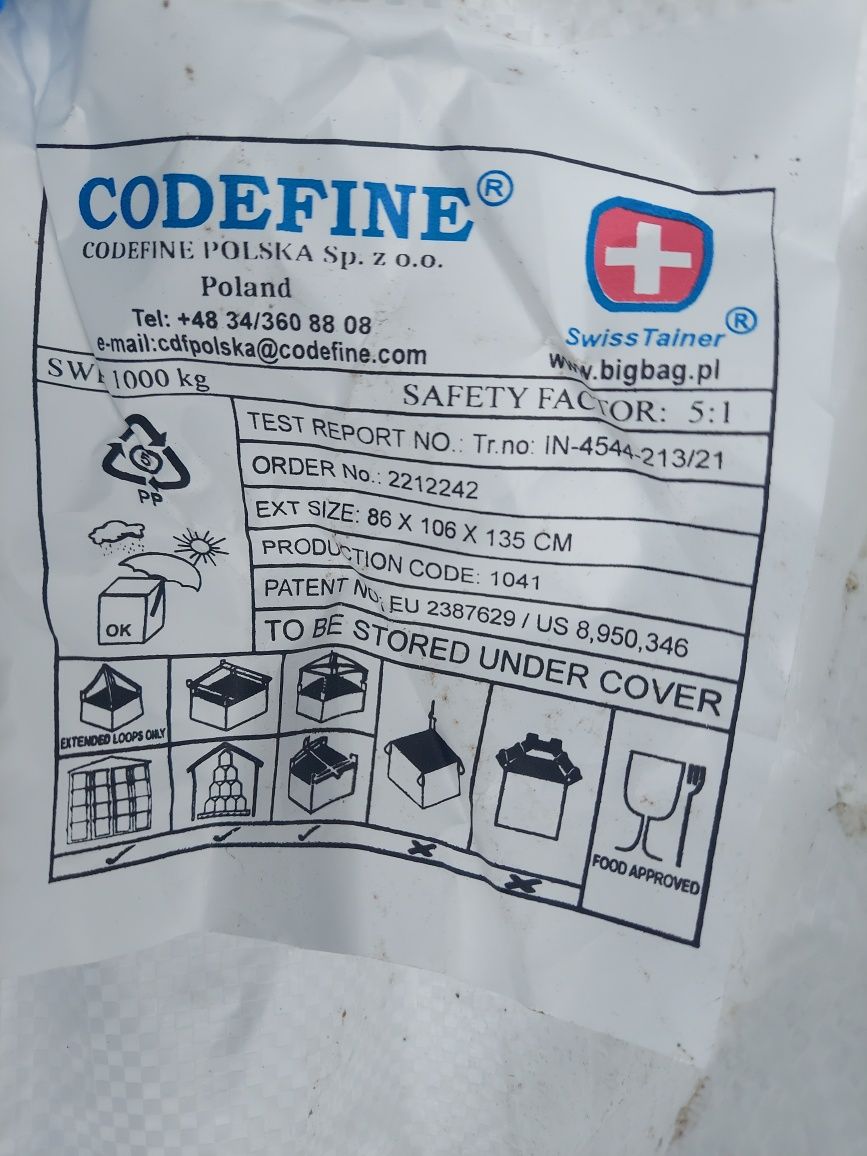 CODEFINE®
CODEFINE POLSKA Sp. z o.o.
Poland
Tel: +48 34/360 88 08
e-mail:cdfpolska@codefine.com
SwissTainer®
www.bigbag.pl
1000 kg
SAFETY FACTOR: 5:1
5
PP
OK
TEST REPORT NO.: Tr.no: IN-4544-213/21
ORDER No.: 2212242
EXT SIZE: 86 X 106 X 135 CM
PRODUCTION CODE: 1041
PATENT NO: EU 2387629 / US 8,950,346
TO BE STORED UNDER COVER
EXTENDED LOOPS ONLY
FOOD APPROVED